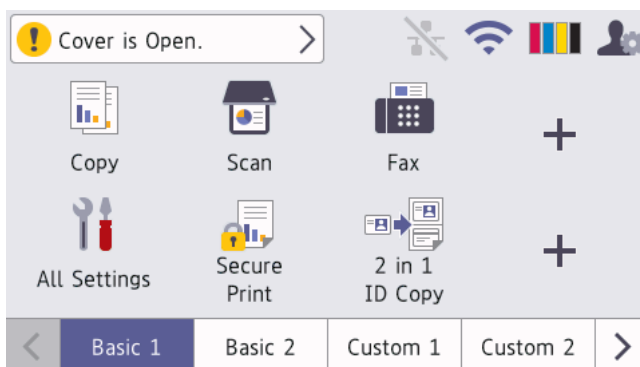 Cover is Open.
Copy
Scan
Fax
All Settings
Secure
Print
2 in 1
ID Copy
Basic 1
Basic 2
Custom 1
Custom 2